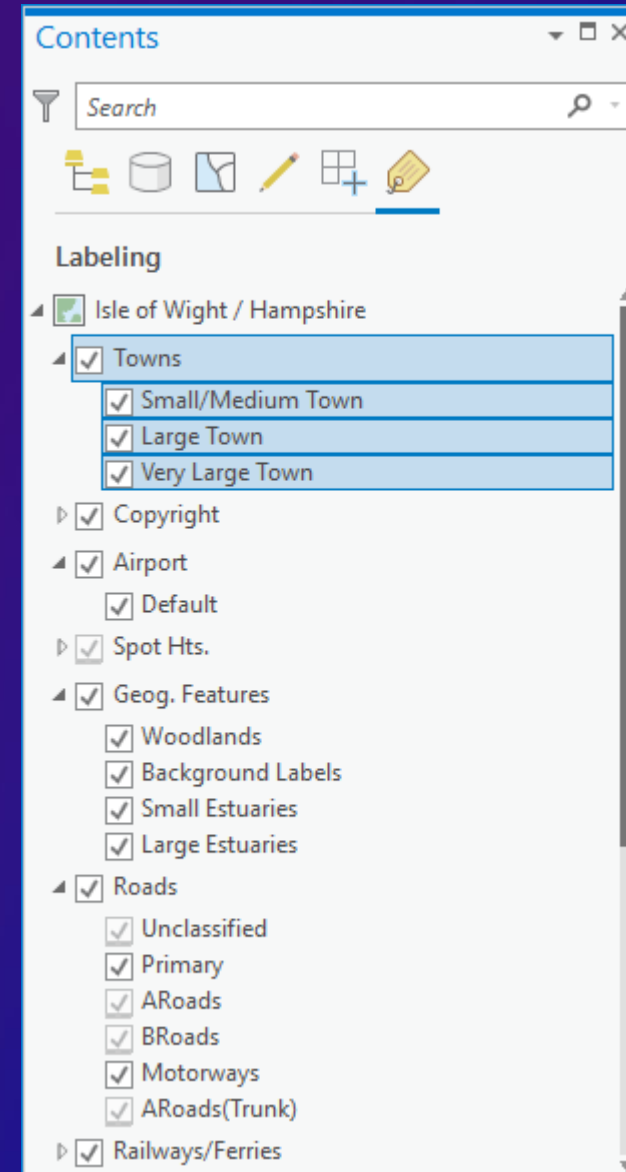 Contents
Search
Labeling
Isle of Wight / Hampshire
Towns
Small/Medium Town
Large Town
Very Large Town
Copyright
Airport
Default
Spot Hts.
Geog. Features
Woodlands
Background Labels
Small Estuaries
Large Estuaries
Roads
Unclassified
Primary
ARoads
BRoads
Motorways
ARoads(Trunk)
Railways/Ferries